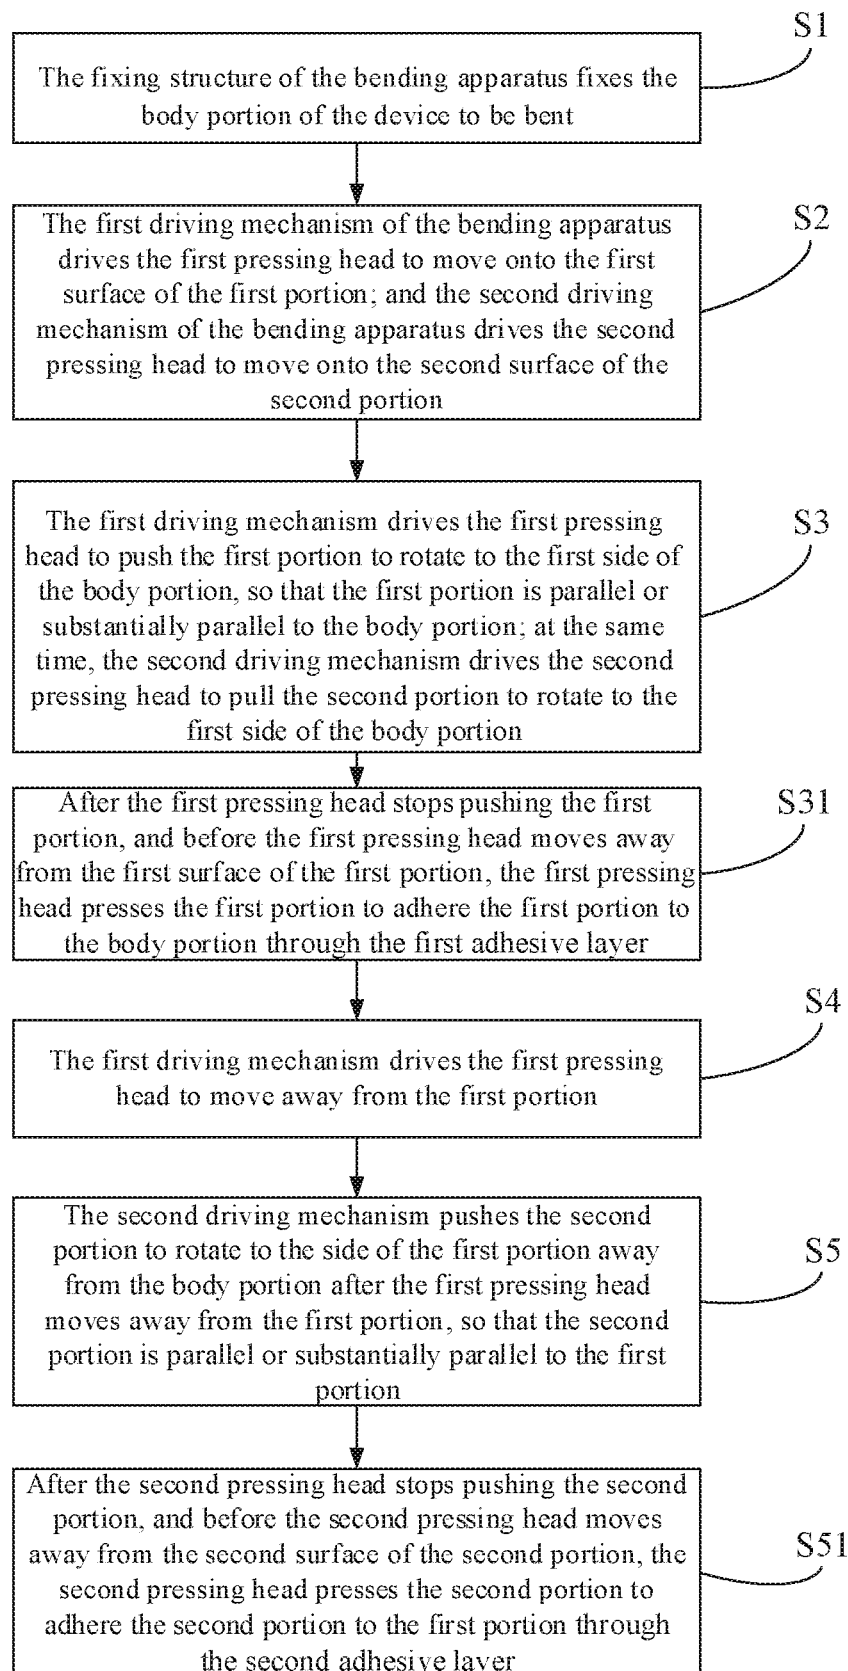 S1
The fixing structure of the bending apparatus fixes the
body portion of the device to be bent
S2
The first driving mechanism of the bending apparatus
drives the first pressing head to move onto the first
surface of the first portion; and the second driving
mechanism of the bending apparatus drives the second
pressing head to move onto the second surface of the
second portion
S3
The first driving mechanism drives the first pressing
head to push the first portion to rotate to the first side of
the body portion, so that the first portion is parallel or
substantially parallel to the body portion; at the same
time, the second driving mechanism drives the second
pressing head to pull the second portion to rotate to the
first side of the body portion
S31
After the first pressing head stops pushing the first
portion, and before the first pressing head moves away
from the first surface of the first portion, the first pressing
head presses the first portion to adhere the first portion to
the body portion through the first adhesive layer
S4
The first driving mechanism drives the first pressing
head to move away from the first portion
S5
The second driving mechanism pushes the second
portion to rotate to the side of the first portion away
from the body portion after the first pressing head
moves away from the first portion, so that the second
portion is parallel or substantially parallel to the first
portion
S51
After the second pressing head stops pushing the second
portion, and before the second pressing head moves
away from the second surface of the second portion, the
second pressing head presses the second portion to
adhere the second portion to the first portion through
the second adhesive layer